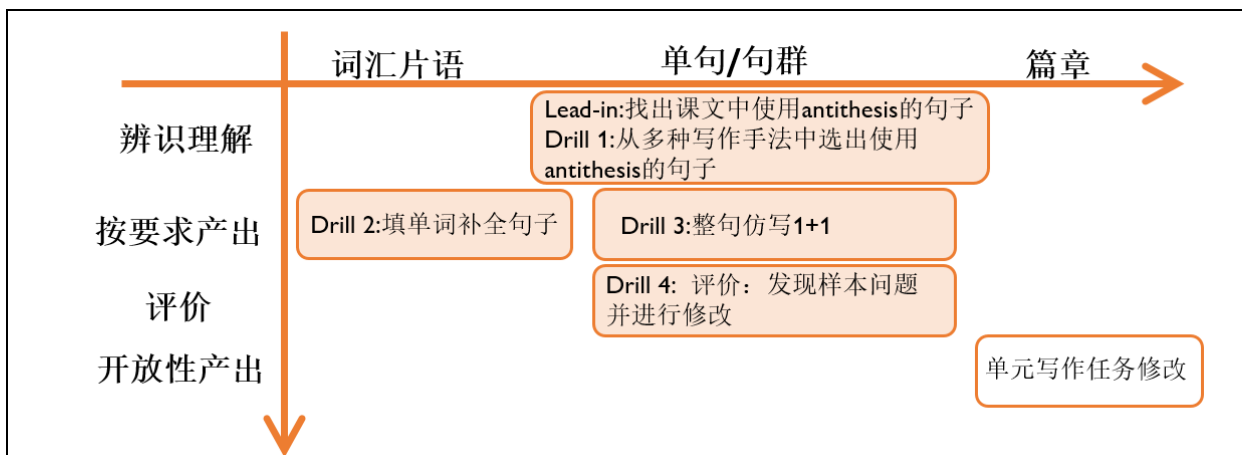 词汇片语 单句/句群 篇章
辨识理解
Lead-in:找出课文中使用antithesis的句子
Drill 1:从多种写作手法中选出使用
antithesis的句子
按要求产出
Drill 2:填单词补全句子
Drill 3:整句仿写1+1
评价
Drill 4: 评价：发现样本问题
并进行修改
开放性产出
单元写作任务修改